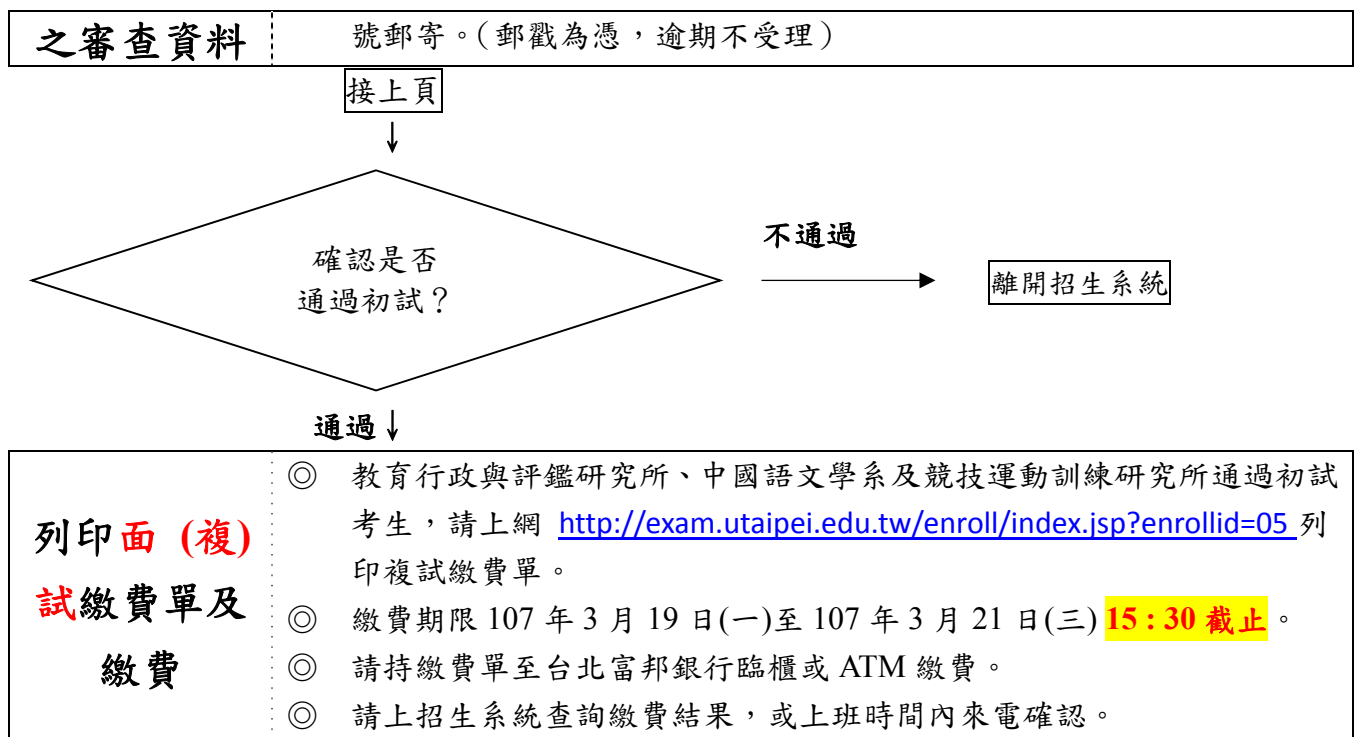 之審查資料
號郵寄。(郵戳為憑，逾期不受理)
接上頁
↓
確認是否
通過初試？
不通過
離開招生系統
通過↓
列印面 (複)
試繳費單及
繳費
◎ 教育行政與評鑑研究所、中國語文學系及競技運動訓練研究所通過初試
考生，請上網 http://exam.utaipei.edu.tw/enroll/index.jsp?enrollid=05 列
印複試繳費單。
◎ 繳費期限 107 年 3 月 19 日(一)至 107 年 3 月 21 日(三) 15：30 截止。
◎ 請持繳費單至台北富邦銀行臨櫃或 ATM 繳費。
◎ 請上招生系統查詢繳費結果，或上班時間內來電確認。